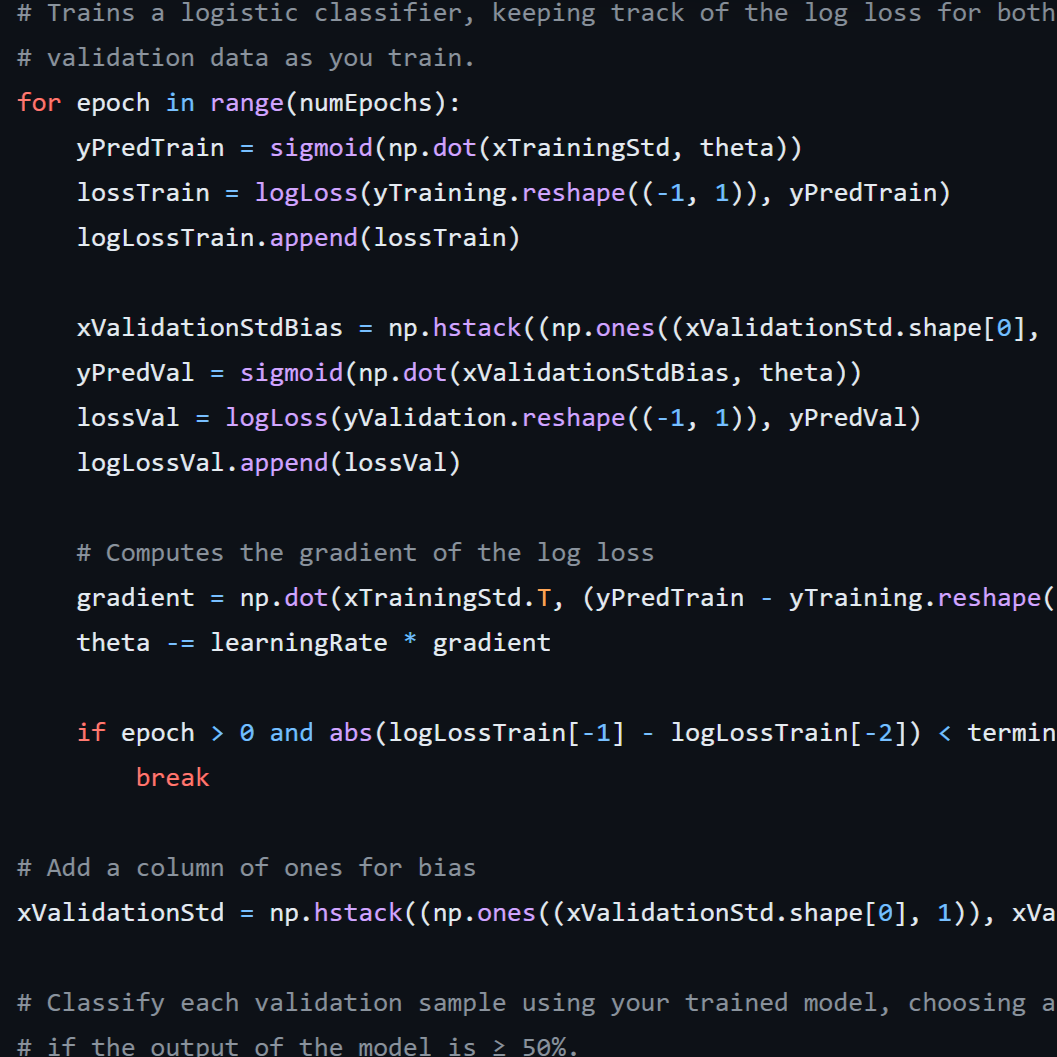 # Trains a logistic classifier, keeping track of the log loss for both
# validation data as you train.
for epoch in range(numEpochs):
    yPredTrain = sigmoid(np.dot(xTrainingStd, theta))
    lossTrain = logLoss(yTraining.reshape((-1, 1)), yPredTrain)
    logLossTrain.append(lossTrain)

    xValidationStdBias = np.hstack((np.ones((xValidationStd.shape[0],
    yPredVal = sigmoid(np.dot(xValidationStdBias, theta))
    lossVal = logLoss(yValidation.reshape((-1, 1)), yPredVal)
    logLossVal.append(lossVal)

    # Computes the gradient of the log loss
    gradient = np.dot(xTrainingStd.T, (yPredTrain - yTraining.reshape(
    theta -= learningRate * gradient

    if epoch > 0 and abs(logLossTrain[-1] - logLossTrain[-2]) < termin
        break

# Add a column of ones for bias
xValidationStd = np.hstack((np.ones((xValidationStd.shape[0], 1)), xVa

# Classify each validation sample using your trained model, choosing a
# if the output of the model is ≥ 50%.